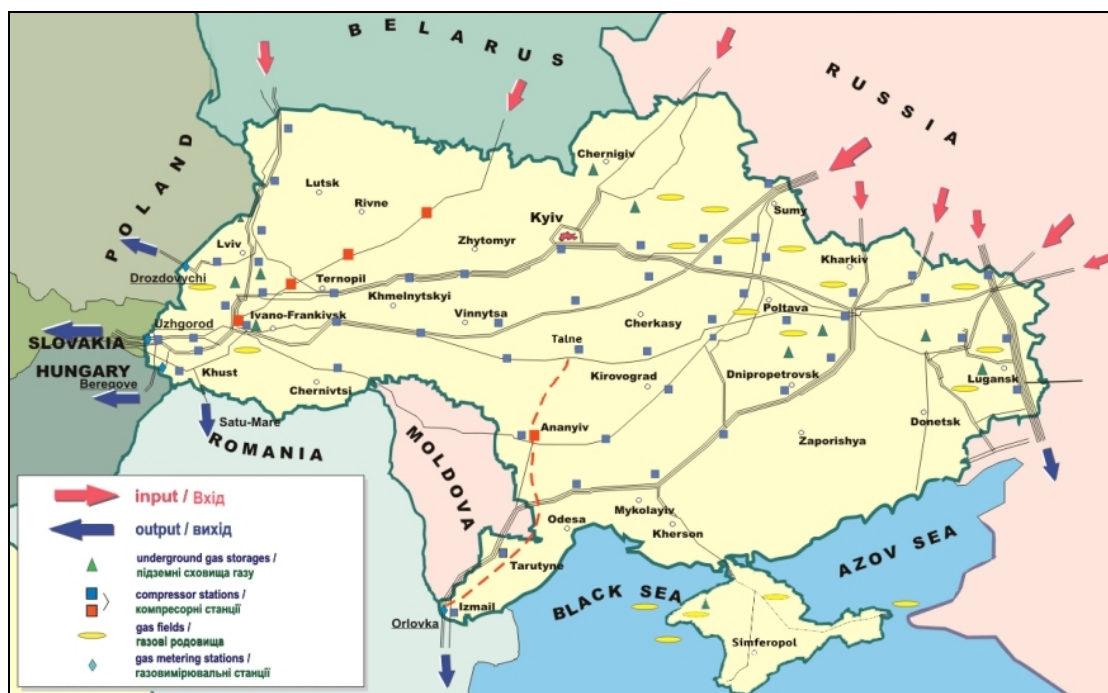 BELARUS
RUSSIA
POLAND
Chernigiv
Lutsk
Rivne
Kyiv
Sumy
Lviv
Zhytomyr
Drozdovychi
Kharkiv
Ternopil
Khmelnytskyi
Poltava
Uzhgorod
Ivano-Frankivsk
Vinnytsa
Cherkasy
SLOVAKIA
Talne
HUNGARY
Khust
Lugansk
Beregove
Chernivtsi
Kirovograd
Dnipropetrovsk
Satu-Mare
Donetsk
ROMANIA
MOLDOVA
Ananyiv
Zaporishya
input / Вхід
output / вихід
underground gas storages /
підземні сховища газу
compressor stations /
компресорні станції
gas fields /
газові родовища
gas metering stations /
газовимірювальні станції
Mykolayiv
Odesa
Kherson
Tarutyne
AZOV SEA
BLACK SEA
Izmail
Orlovka
Simferopol